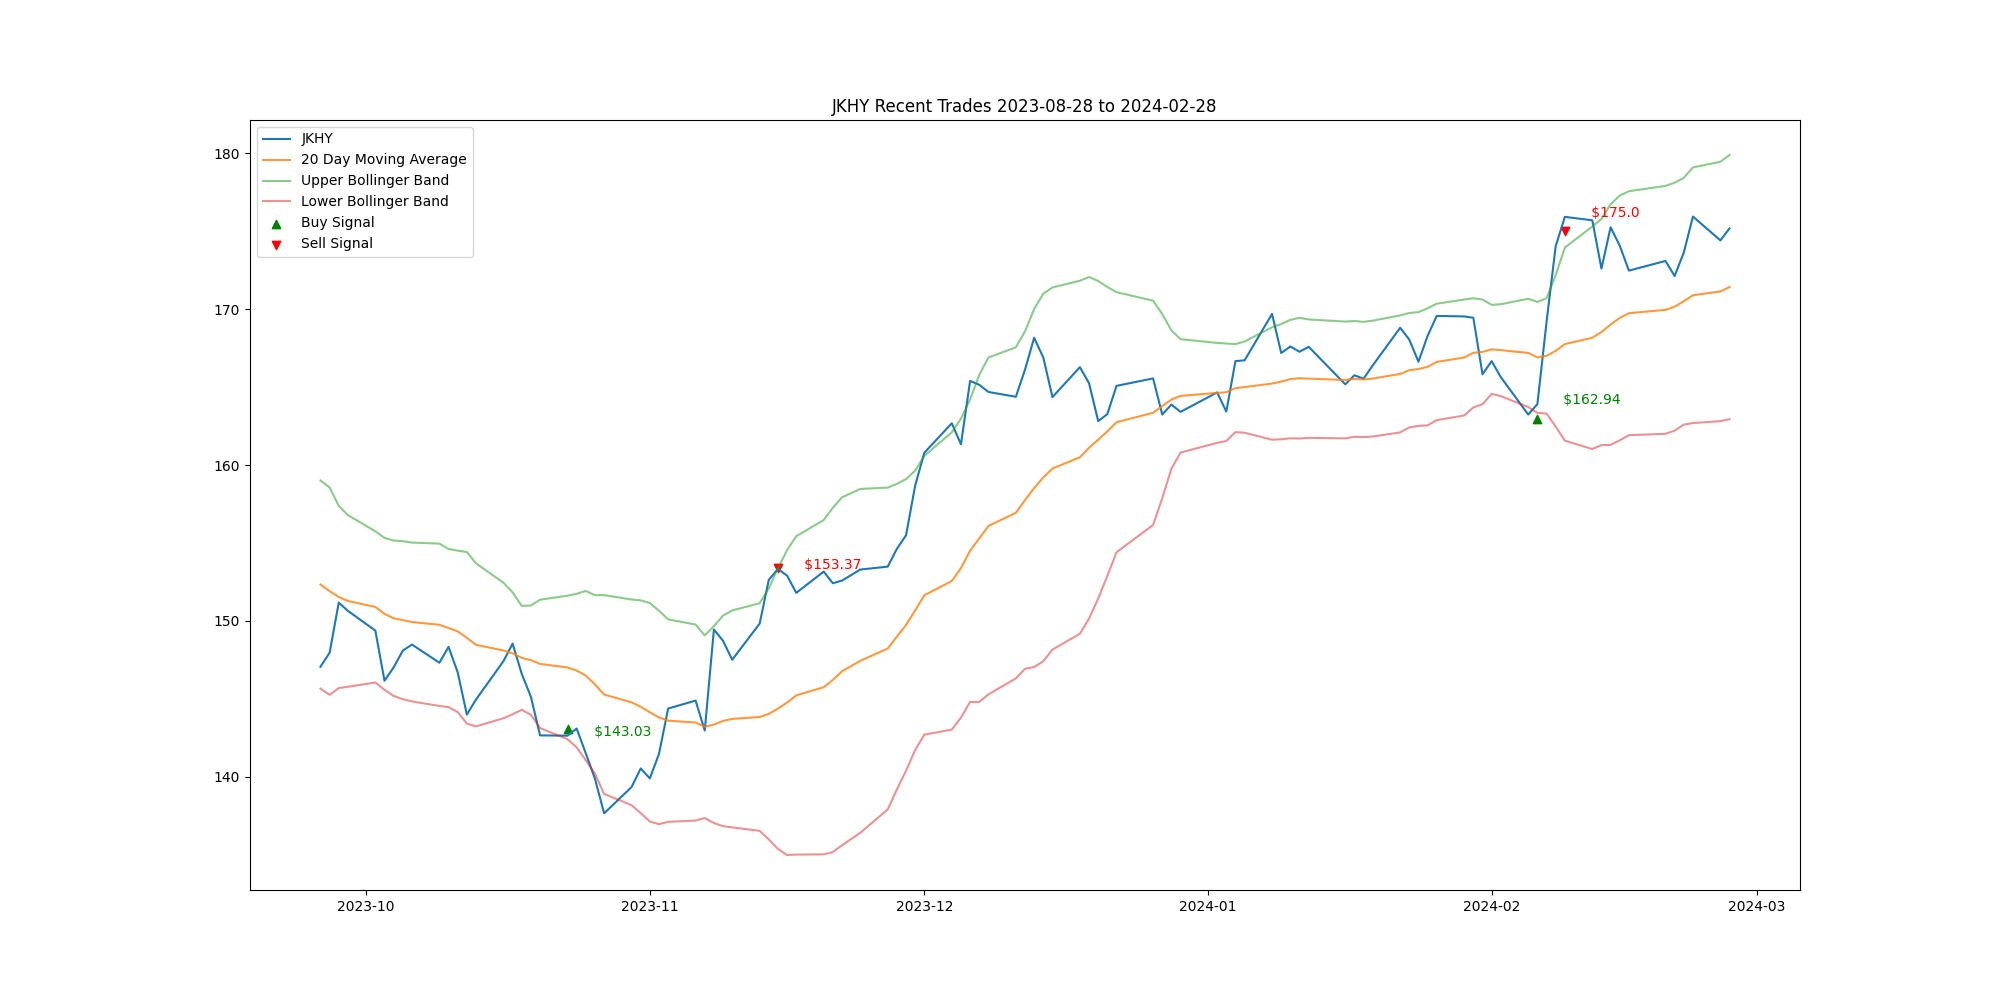 JKHY Recent Trades 2023-08-28 to 2024-02-28
JKHY
20 Day Moving Average
Upper Bollinger Band
Lower Bollinger Band
Buy Signal
Sell Signal
180
170
160
150
140
$175.0
$162.94
$153.37
$143.03
2023-10
2023-11
2023-12
2024-01
2024-02
2024-03